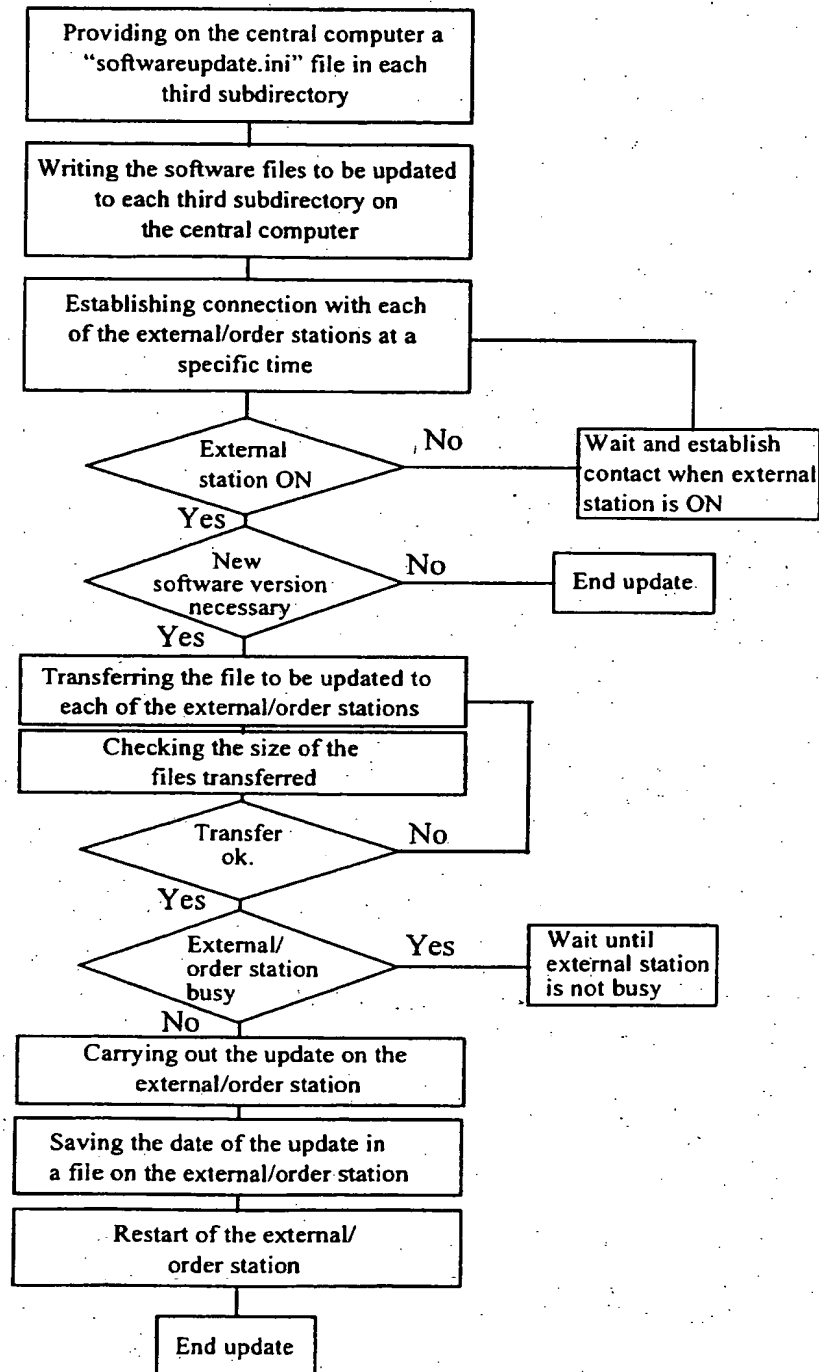 Providing on the central computer a
“softwareupdate.ini” file in each
third subdirectory
Writing the software files to be updated
to each third subdirectory on
the central computer
Establishing connection with each
of the external/order stations at a
specific time
External
station ON
No
Wait and establish
contact when external
station is ON
Yes
New
software version
necessary
No
End update.
Yes
Transferring the file to be updated to
each of the external/order stations
Checking the size of the
files transferred
Transfer
ok.
No
Yes
External/
order station
busy
Yes
Wait until
external station
is not busy
No
Carrying out the update on the
external/order station
Saving the date of the update in
a file on the external/order station
Restart of the external/
order station
End update